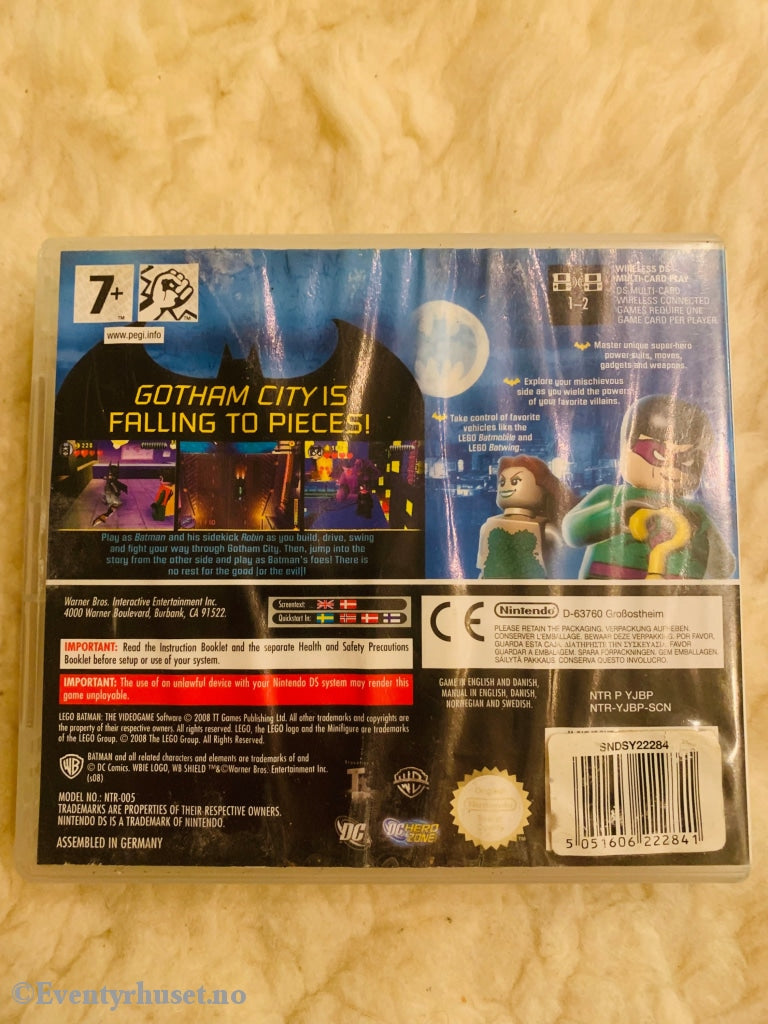 7+
™
™
www.pegi.info
1–2
WIRELESS DS
MULTI-CARD PLAY
DS MULTI-CARD
WIRELESS CONNECTED
GAMES REQUIRE ONE
GAME CARD PER PLAYER
Master unique super-hero
power-suits, moves,
gadgets and weapons.
Explore your mischievous
side as you wield the powers
of your favorite villains.
Take control of favorite
vehicles like the
LEGO Batmobile and
LEGO Batwing.
GOTHAM CITY IS
FALLING TO PIECES!
Play as Batman and his sidekick Robin as you build, drive, swing
and fight your way through Gotham City. Then, jump into the
story from the other side and play as Batman's foes! There is
no rest for the good (or the evil)!
Warner Bros. Interactive Entertainment Inc.
4000 Warner Boulevard, Burbank, CA 91522.
Screentext:
Quickstart In:
IMPORTANT: Read the Instruction Booklet and the separate Health and Safety Precautions
Booklet before setup or use of your system.
IMPORTANT: The use of an unlawful device with your Nintendo DS system may render this
game unplayable.
LEGO BATMAN: THE VIDEOGAME Software © 2008 TT Games Publishing Ltd. All other trademarks and copyrights are
the property of their respective owners. All rights reserved. LEGO, the LEGO logo and the Minifigure are trademarks
of the LEGO Group. © 2008 The LEGO Group. All Rights Reserved.
WB
BATMAN and all related characters and elements are trademarks of and
© DC Comics. WBIE LOGO, WB SHIELD ™&©Warner Bros. Entertainment Inc.
(s08)
MODEL NO.: NTR-005
TRADEMARKS ARE PROPERTIES OF THEIR RESPECTIVE OWNERS.
NINTENDO DS IS A TRADEMARK OF NINTENDO.
ASSEMBLED IN GERMANY
CE
Nintendo D-63760 Großostheim
PLEASE RETAIN THE PACKAGING. VERPACKUNG AUFHEBEN.
CONSERVER L'EMBALLAGE. BEWAAR DEZE VERPAKKING. POR FAVOR,
GUARDA ESTA CAJA. ΔΙΑΤΗΡΗΣΤΕ ΤΗΝ ΣΥΣΚΕΥΑΣΙΑ. FAVOR
GUARDAR A EMBALAGEM. SPARA FÖRPACKNINGEN. GEM EMBALLAGEN.
SÄILYTÄ PAKKAUS. CONSERVA QUESTO INVOLUCRO.
GAME IN ENGLISH AND DANISH,
MANUAL IN ENGLISH, DANISH,
NORWEGIAN AND SWEDISH.
NTR P YJBP
NTR-YJBP-SCN
SNDSY22284
5 051606 222841
DC
DC HERO
ZONE
Nintendo
©Eventyrhuset.no